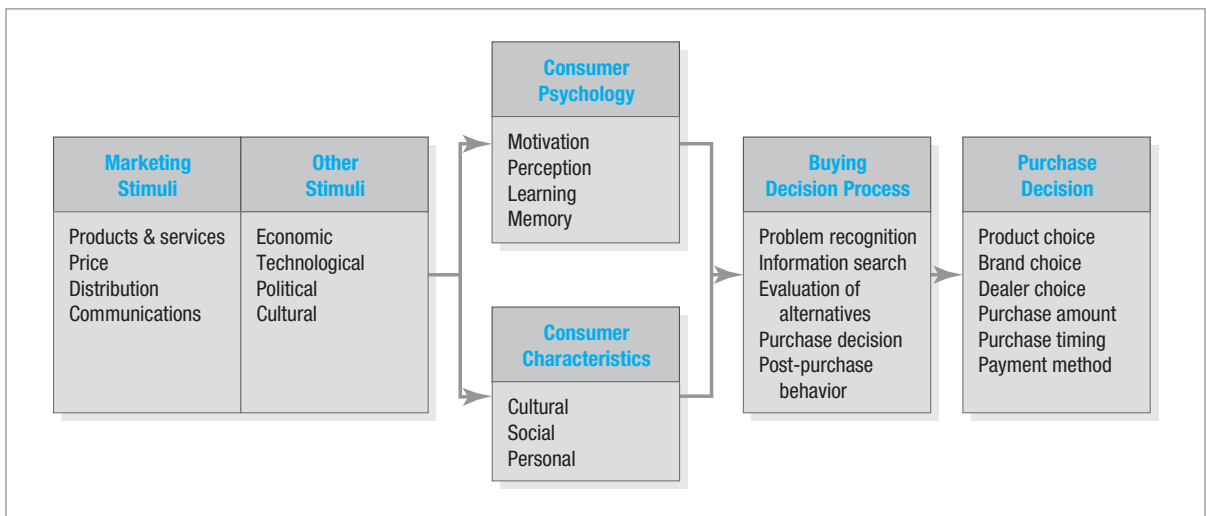 Marketing
Stimuli
Products & services
Price
Distribution
Communications
Other
Stimuli
Economic
Technological
Political
Cultural
Consumer
Psychology
Motivation
Perception
Learning
Memory
Consumer
Characteristics
Cultural
Social
Personal
Buying
Decision Process
Problem recognition
Information search
Evaluation of
alternatives
Purchase decision
Post-purchase
behavior
Purchase
Decision
Product choice
Brand choice
Dealer choice
Purchase amount
Purchase timing
Payment method